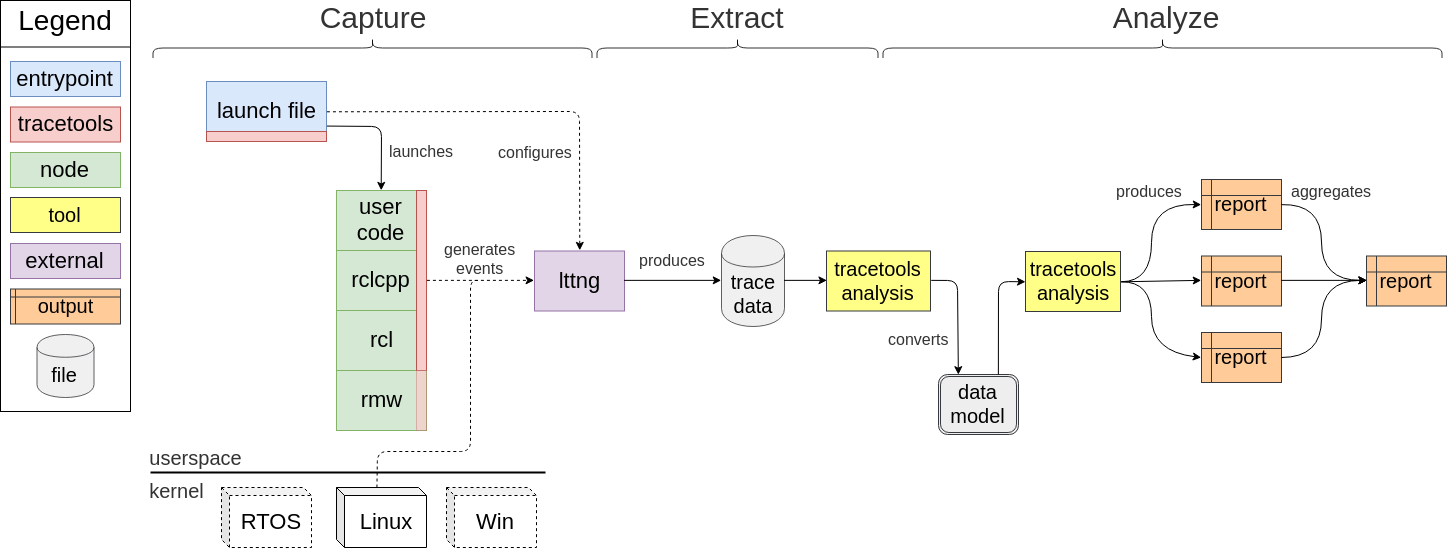 Legend
entrypoint
tracetools
node
tool
external
output
file
Capture
Extract
Analyze
launch file
launches
configures
user
code
rclcpp
rcl
rmw
generates
events
lttng
produces
trace
data
tracetools
analysis
converts
data
model
tracetools
analysis
produces
report
report
report
aggregates
report
userspace
kernel
RTOS
Linux
Win